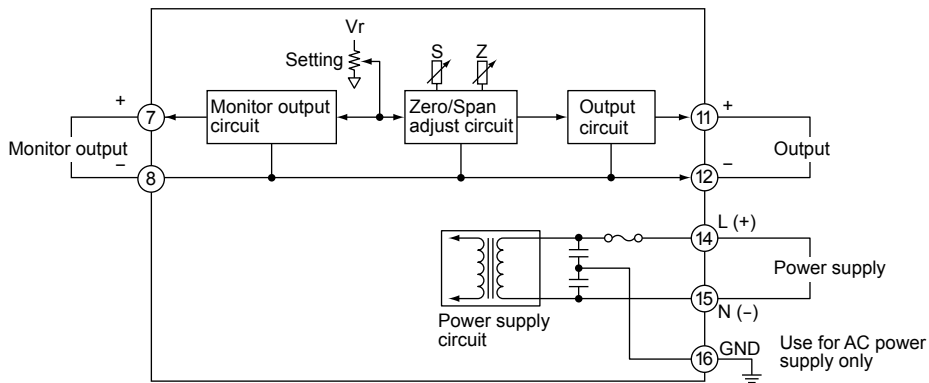 Vr
Setting
S Z
+
7
Monitor output
circuit
Zero/Span
adjust circuit
Output
circuit
11
+
Monitor output
−
8
12
−
Output
L (+)
14
Power supply
15
N (−)
Power supply
circuit
16
GND
Use for AC power
supply only